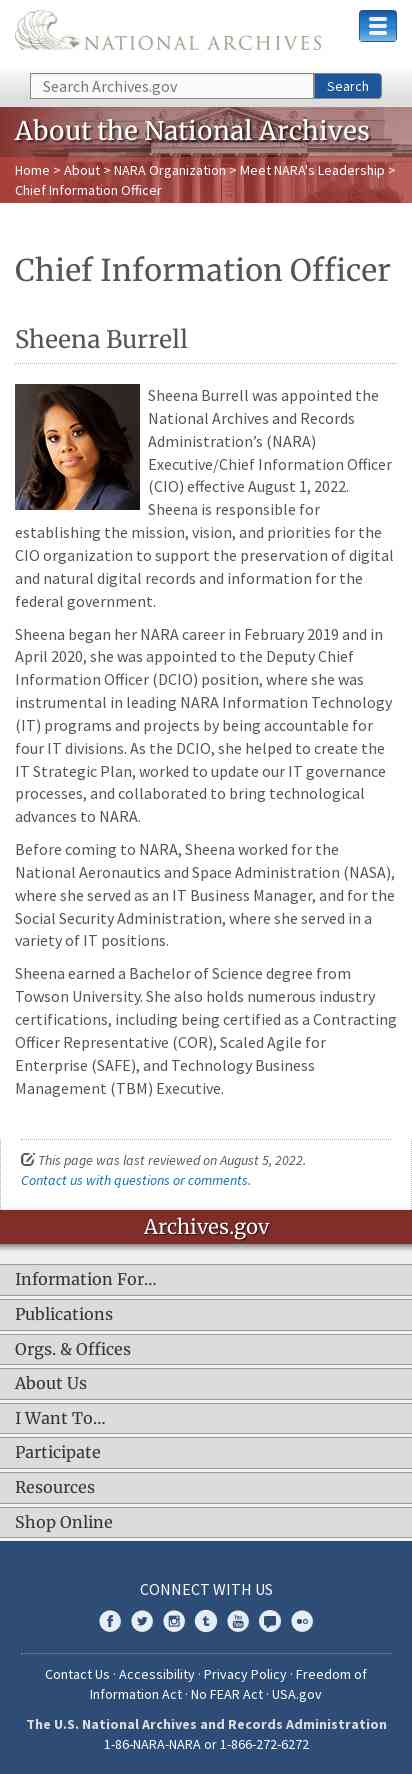 NATIONAL ARCHIVES
Search Archives.gov
Search
About the National Archives
Home > About > NARA Organization > Meet NARA's Leadership >
Chief Information Officer
Chief Information Officer
Sheena Burrell
Sheena Burrell was appointed the
National Archives and Records
Administration’s (NARA)
Executive/Chief Information Officer
(CIO) effective August 1, 2022.
Sheena is responsible for
establishing the mission, vision, and priorities for the
CIO organization to support the preservation of digital
and natural digital records and information for the
federal government.
Sheena began her NARA career in February 2019 and in
April 2020, she was appointed to the Deputy Chief
Information Officer (DCIO) position, where she was
instrumental in leading NARA Information Technology
(IT) programs and projects by being accountable for
four IT divisions. As the DCIO, she helped to create the
IT Strategic Plan, worked to update our IT governance
processes, and collaborated to bring technological
advances to NARA.
Before coming to NARA, Sheena worked for the
National Aeronautics and Space Administration (NASA),
where she served as an IT Business Manager, and for the
Social Security Administration, where she served in a
variety of IT positions.
Sheena earned a Bachelor of Science degree from
Towson University. She also holds numerous industry
certifications, including being certified as a Contracting
Officer Representative (COR), Scaled Agile for
Enterprise (SAFE), and Technology Business
Management (TBM) Executive.
This page was last reviewed on August 5, 2022.
Contact us with questions or comments.
Archives.gov
Information For…
Publications
Orgs. & Offices
About Us
I Want To…
Participate
Resources
Shop Online
CONNECT WITH US
Contact Us · Accessibility · Privacy Policy · Freedom of
Information Act · No FEAR Act · USA.gov
The U.S. National Archives and Records Administration
1-86-NARA-NARA or 1-866-272-6272